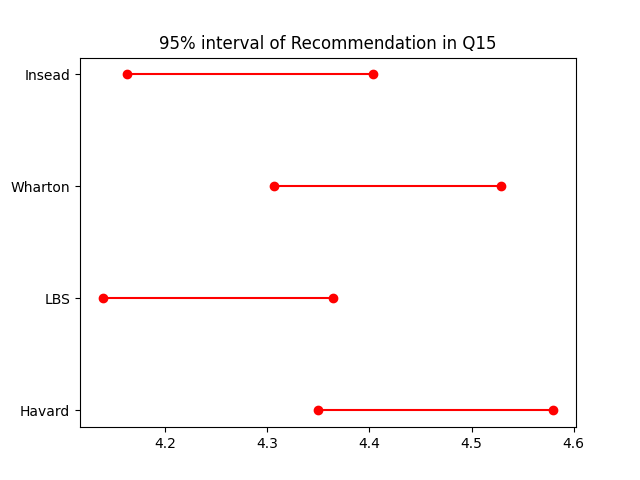 95% interval of Recommendation in Q15
Insead
Wharton
LBS
Havard
4.2 4.3 4.4 4.5 4.6